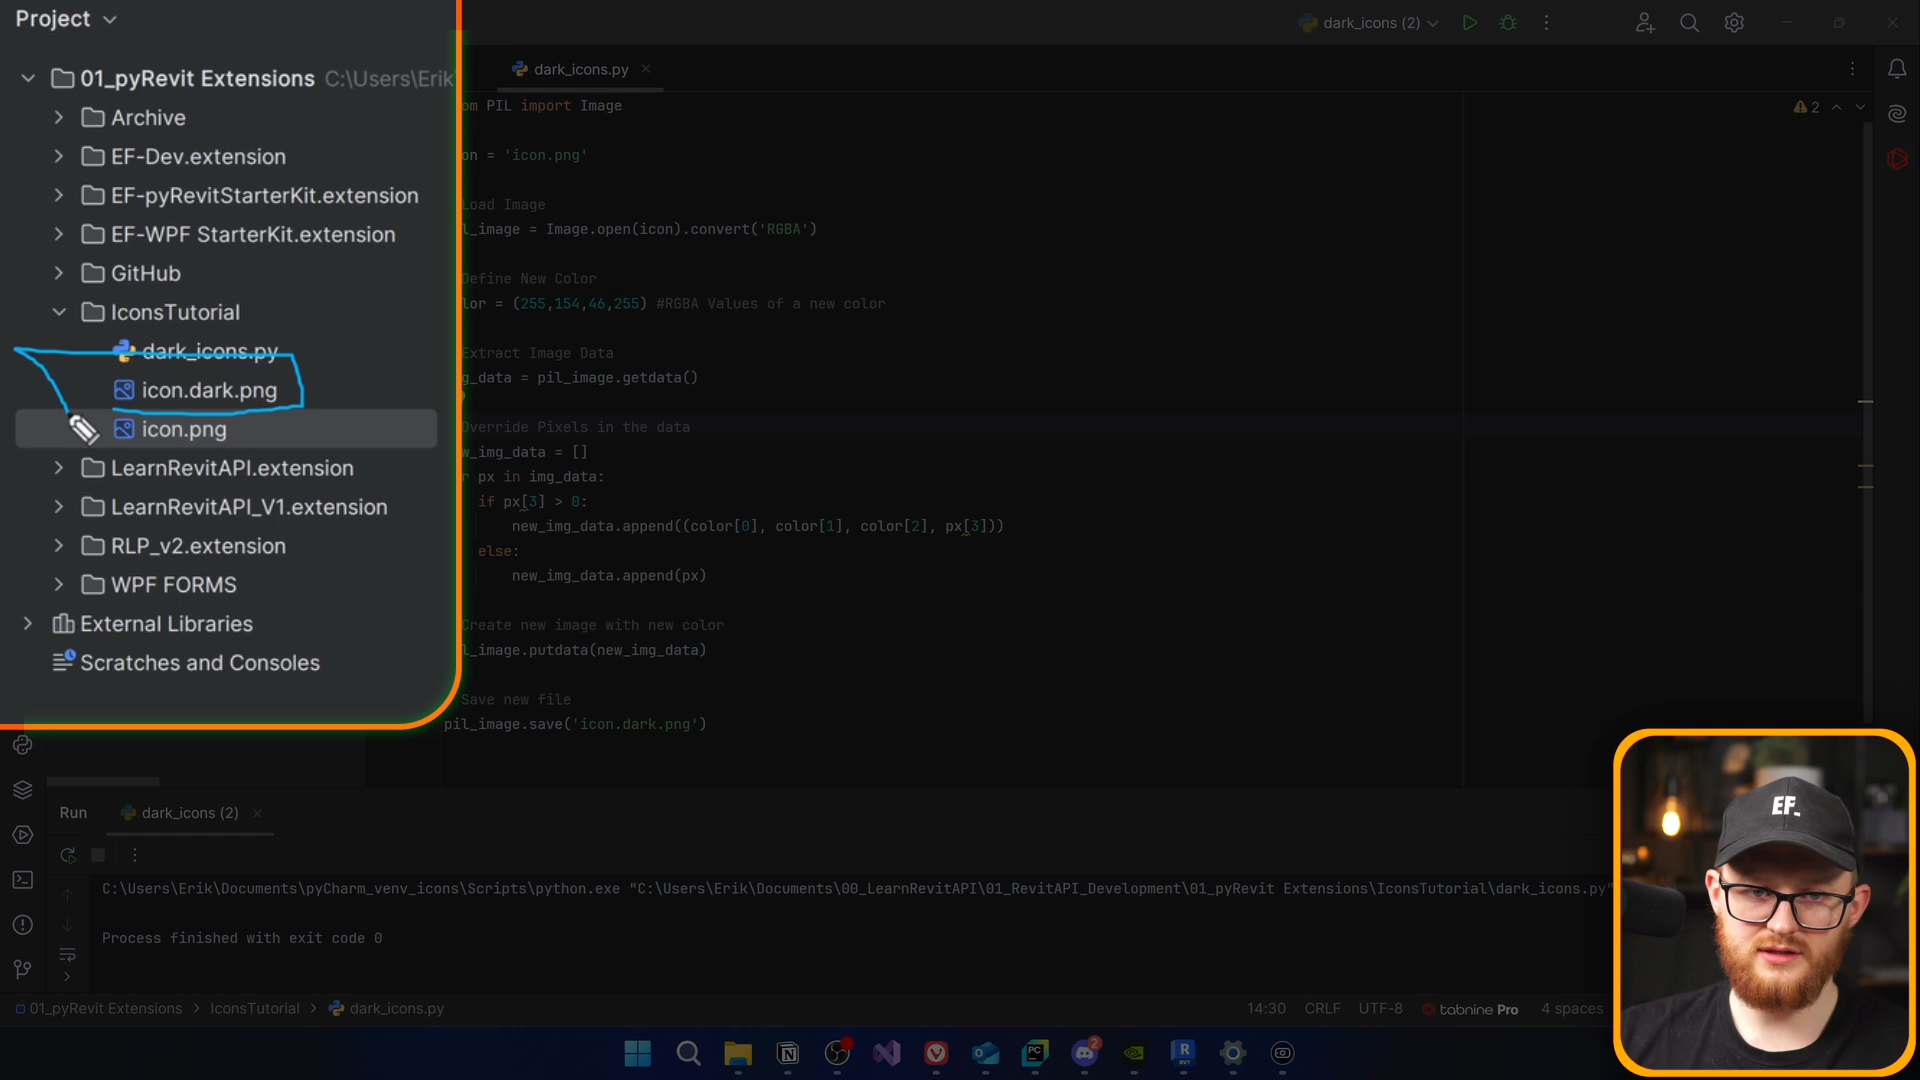 Project
01_pyRevit Extensions C:\Users\Erik
Archive
EF-Dev.extension
EF-pyRevitStarterKit.extension
EF-WPF StarterKit.extension
GitHub
IconsTutorial
dark_icons.py
icon.dark.png
icon.png
LearnRevitAPI.extension
LearnRevitAPI_V1.extension
RLP_v2.extension
WPF FORMS
External Libraries
Scratches and Consoles
dark_icons (2)
dark_icons.py
2
om PIL import Image
on = 'icon.png'
Load Image
l_image = Image.open(icon).convert('RGBA')
Define New Color
lor = (255,154,46,255) #RGBA Values of a new color
Extract Image Data
g_data = pil_image.getdata()
Override Pixels in the data
w_img_data = []
r px in img_data:
if px[3] > 0:
new_img_data.append((color[0], color[1], color[2], px[3]))
else:
new_img_data.append(px)
Create new image with new color
l_image.putdata(new_img_data)
Save new file
pil_image.save('icon.dark.png')
Run dark_icons (2)
C:\Users\Erik\Documents\pyCharm_venv_icons\Scripts\python.exe "C:\Users\Erik\Documents\00_LearnRevitAPI\01_RevitAPI_Development\01_pyRevit Extensions\IconsTutorial\dark_icons.py"
Process finished with exit code 0
01_pyRevit Extensions > IconsTutorial > dark_icons.py
14:30 CRLF UTF-8 tabnine Pro 4 spaces
EF.
N
PC
2
R
RVT